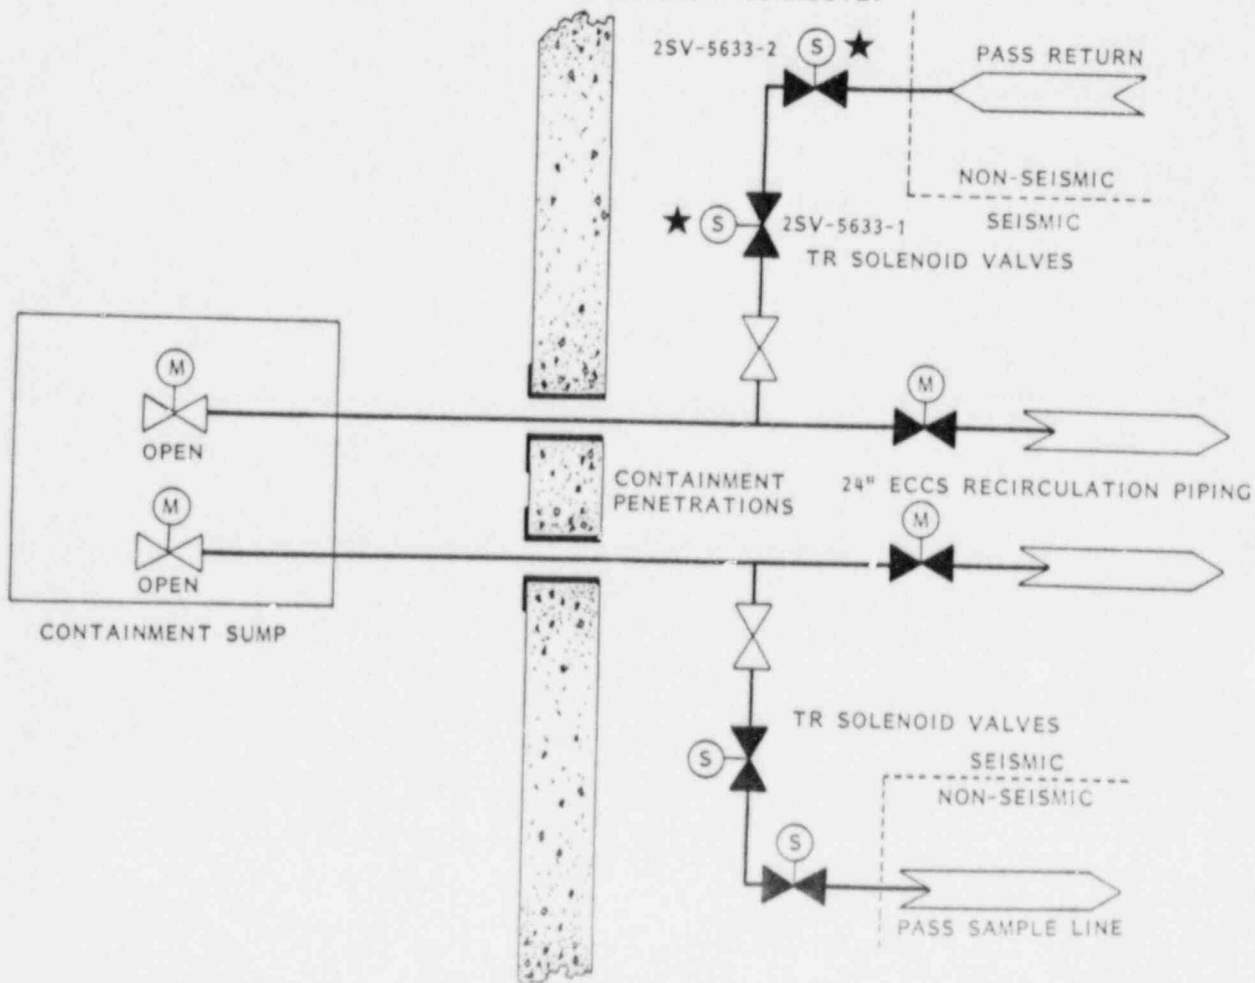 2SV-5633-2
S
PASS RETURN
NON-SEISMIC
S
2SV-5633-1
SEISMIC
TR SOLENOID VALVES
M
M
OPEN
CONTAINMENT
PENETRATIONS
24" ECCS RECIRCULATION PIPING
M
M
OPEN
CONTAINMENT SUMP
TR SOLENOID VALVES
S
SEISMIC
NON-SEISMIC
S
PASS SAMPLE LINE